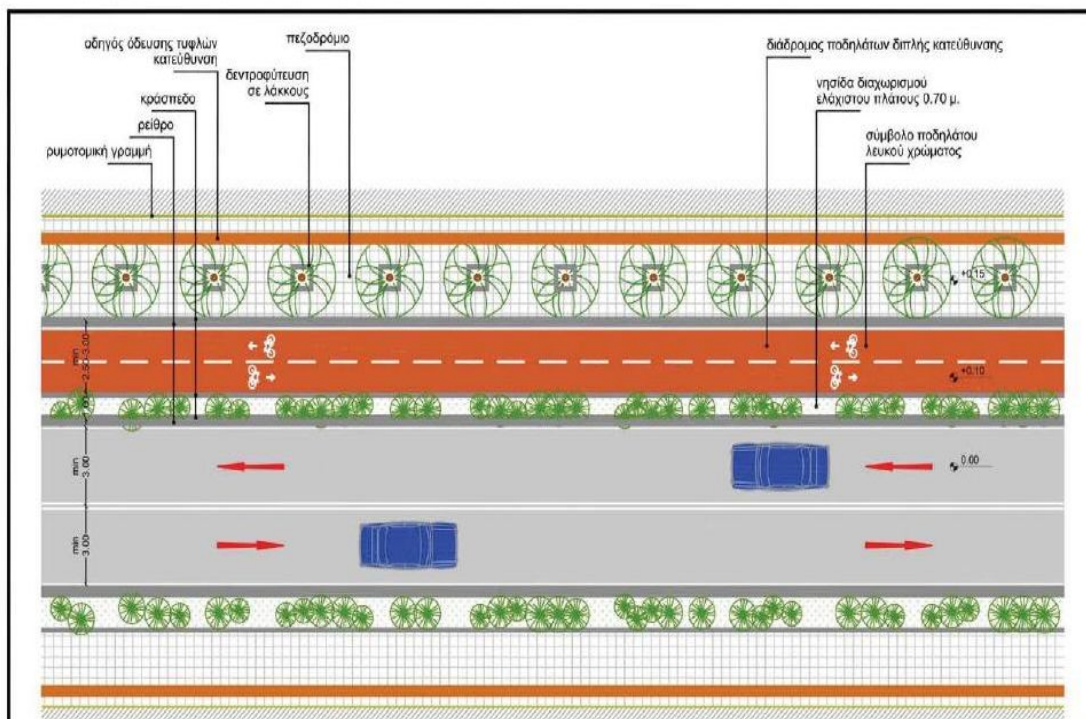 οδηγός όδευσης τυφλών
κατεύθυνση
πεζοδρόμιο
διάδρομος ποδηλάτων διπλής κατεύθυνσης
δεντροφύτευση
σε λάκκους
νησίδα διαχωρισμού
ελάχιστου πλάτους 0.70 μ.
κράσπεδο
ρείθρο
σύμβολο ποδηλάτου
λευκού χρώματος
ρυμοτομική γραμμή
+0.15
min
2.50-3.00
+0.10
min
3.00
0.00
min
3.00